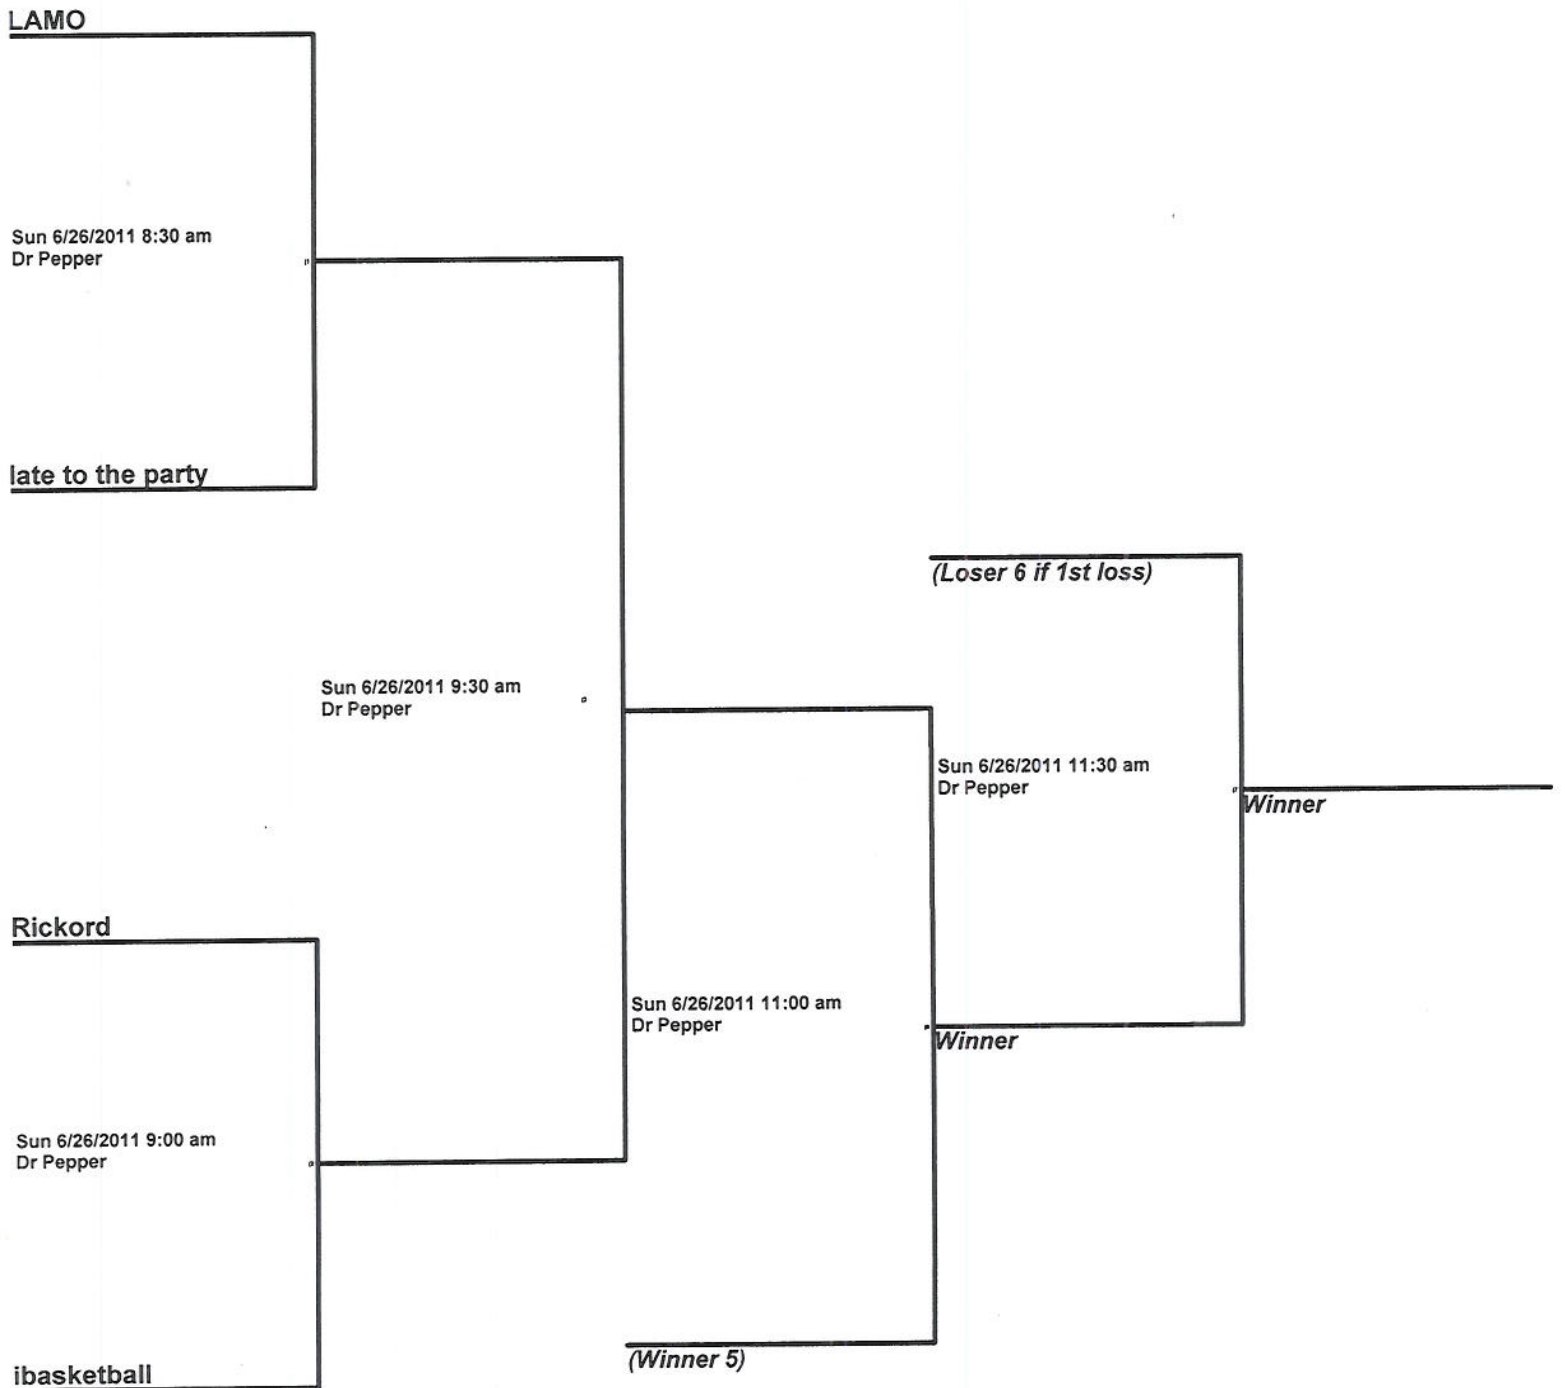 LAMO
Sun 6/26/2011 8:30 am
Dr Pepper
late to the party
(Loser 6 if 1st loss)
Sun 6/26/2011 9:30 am
Dr Pepper
Sun 6/26/2011 11:30 am
Dr Pepper
Winner
Rickord
Sun 6/26/2011 11:00 am
Dr Pepper
Winner
Sun 6/26/2011 9:00 am
Dr Pepper
(Winner 5)
ibasketball